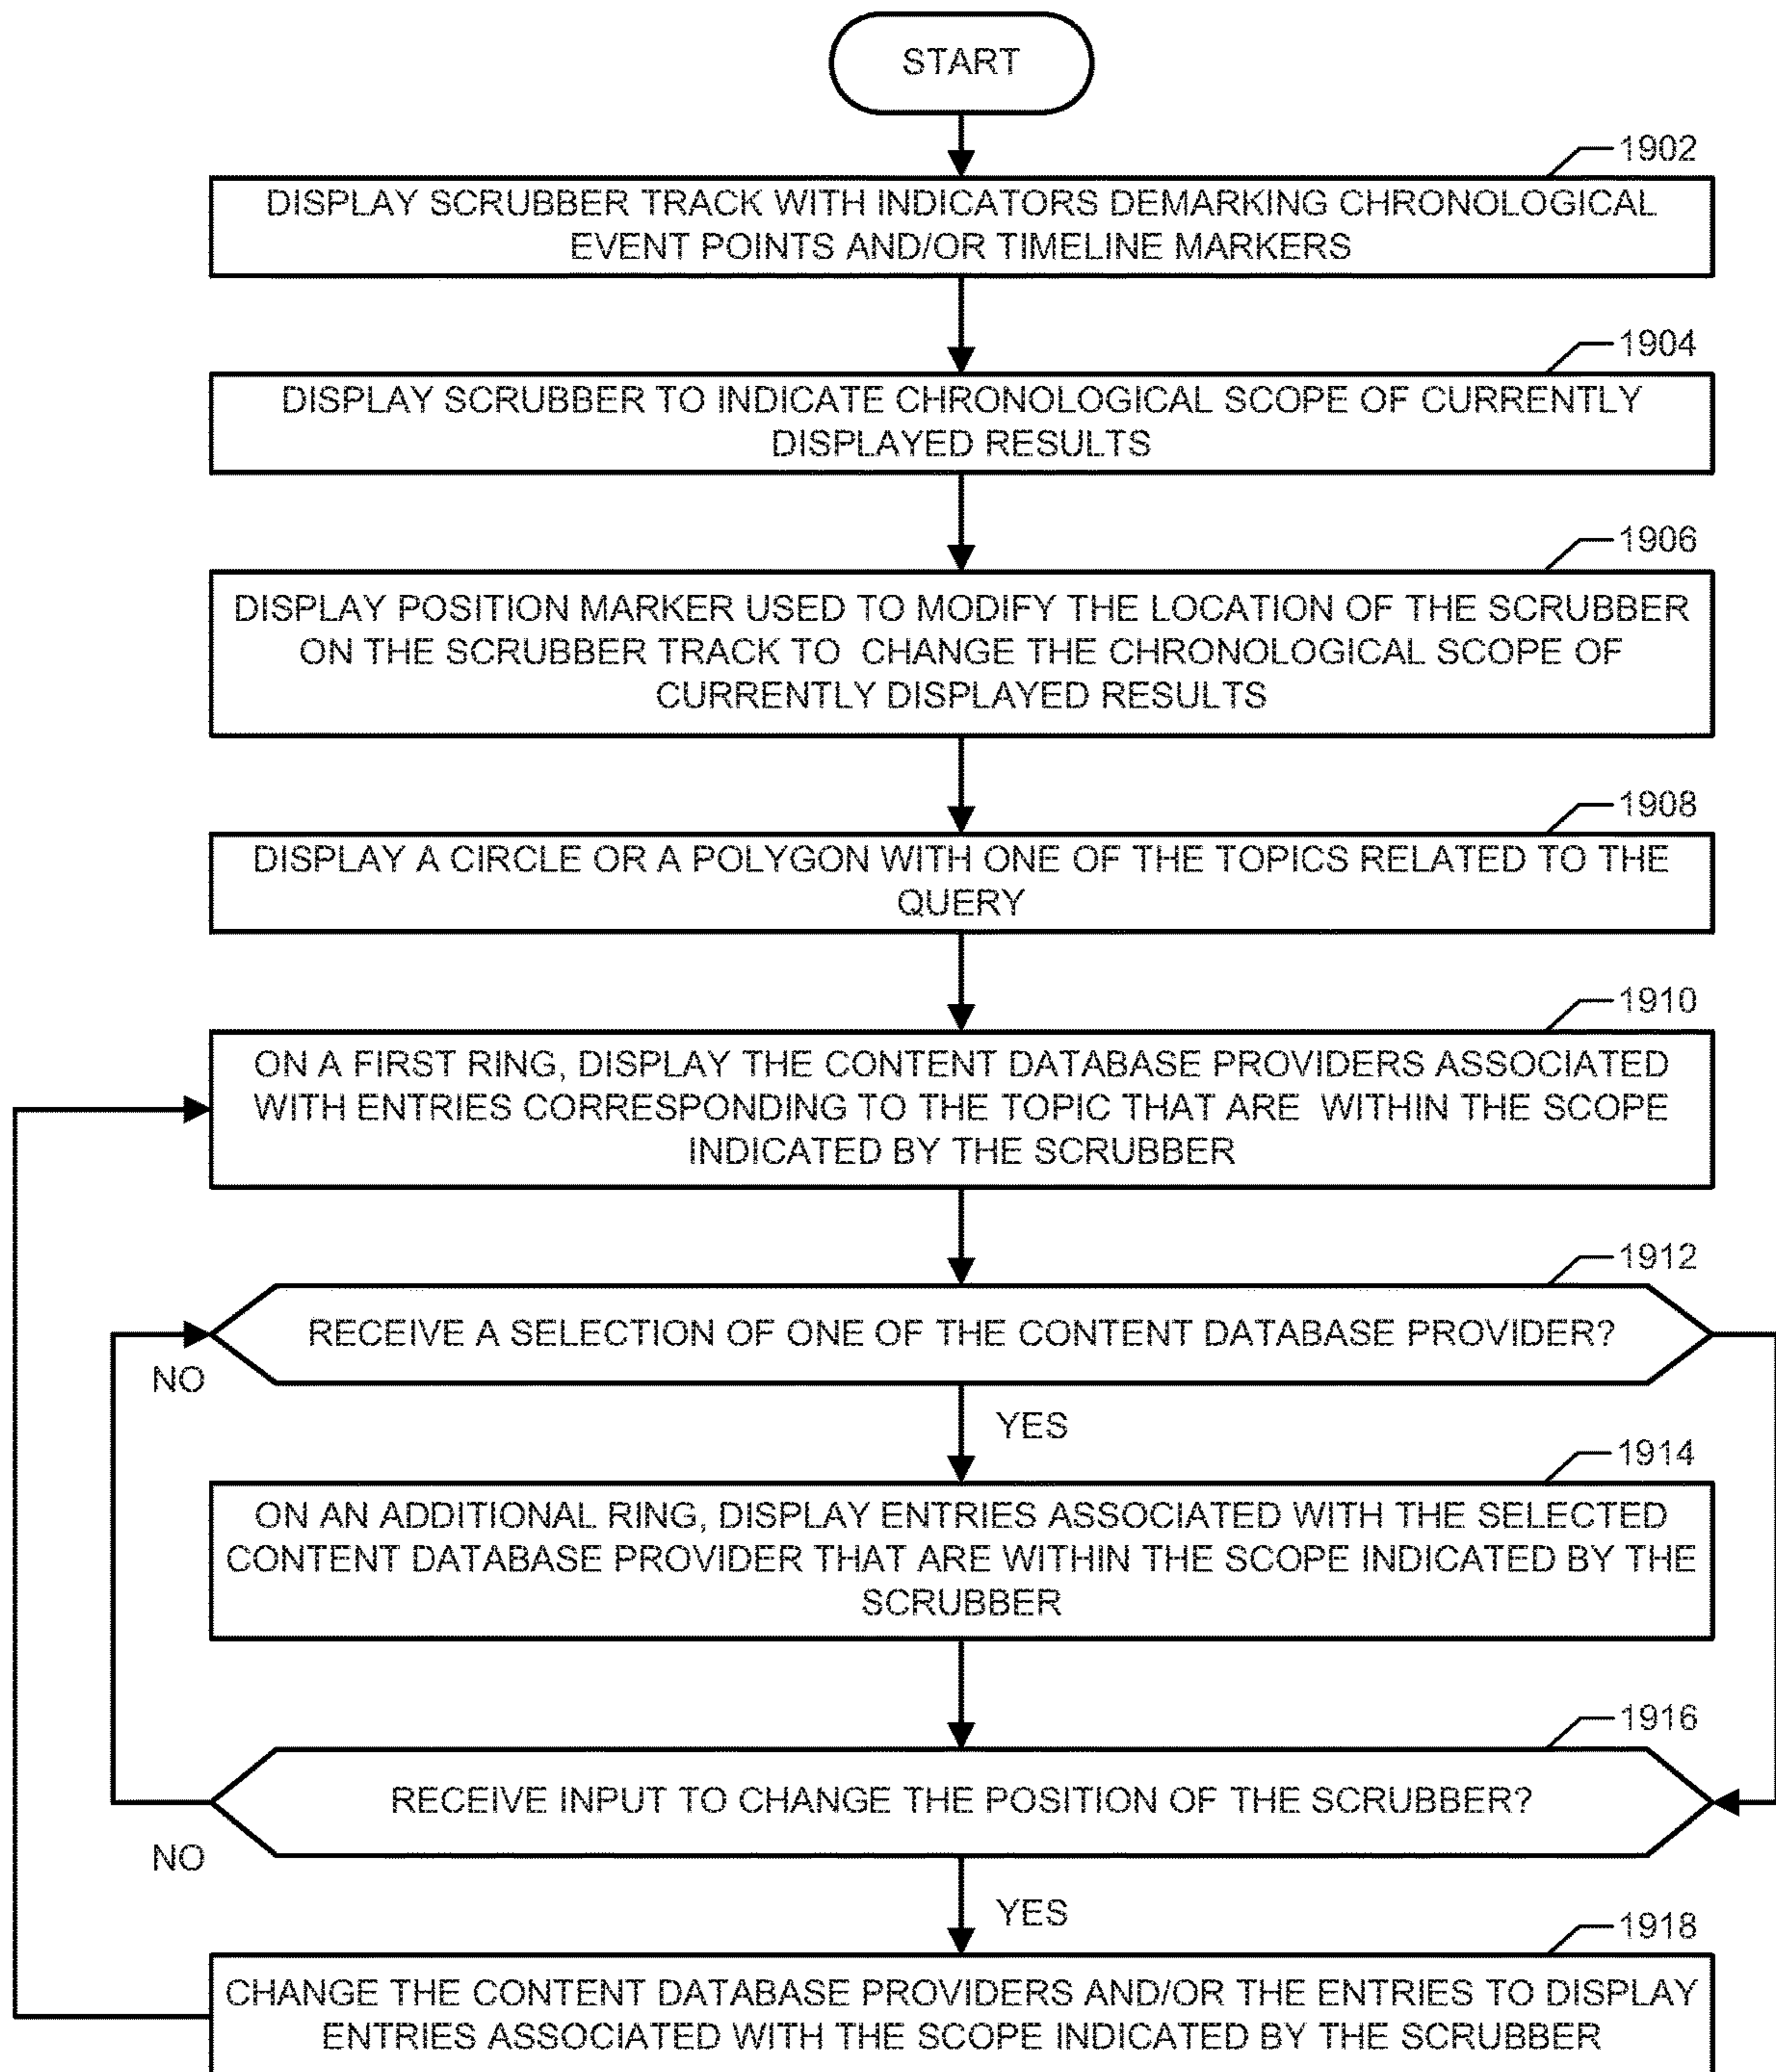 START
1902
DISPLAY SCRUBBER TRACK WITH INDICATORS DEMARKING CHRONOLOGICAL
EVENT POINTS AND/OR TIMELINE MARKERS
1904
DISPLAY SCRUBBER TO INDICATE CHRONOLOGICAL SCOPE OF CURRENTLY
DISPLAYED RESULTS
1906
DISPLAY POSITION MARKER USED TO MODIFY THE LOCATION OF THE SCRUBBER
ON THE SCRUBBER TRACK TO CHANGE THE CHRONOLOGICAL SCOPE OF
CURRENTLY DISPLAYED RESULTS
1908
DISPLAY A CIRCLE OR A POLYGON WITH ONE OF THE TOPICS RELATED TO THE
QUERY
1910
ON A FIRST RING, DISPLAY THE CONTENT DATABASE PROVIDERS ASSOCIATED
WITH ENTRIES CORRESPONDING TO THE TOPIC THAT ARE WITHIN THE SCOPE
INDICATED BY THE SCRUBBER
1912
RECEIVE A SELECTION OF ONE OF THE CONTENT DATABASE PROVIDER?
NO
YES
1914
ON AN ADDITIONAL RING, DISPLAY ENTRIES ASSOCIATED WITH THE SELECTED
CONTENT DATABASE PROVIDER THAT ARE WITHIN THE SCOPE INDICATED BY THE
SCRUBBER
1916
RECEIVE INPUT TO CHANGE THE POSITION OF THE SCRUBBER?
NO
YES
1918
CHANGE THE CONTENT DATABASE PROVIDERS AND/OR THE ENTRIES TO DISPLAY
ENTRIES ASSOCIATED WITH THE SCOPE INDICATED BY THE SCRUBBER